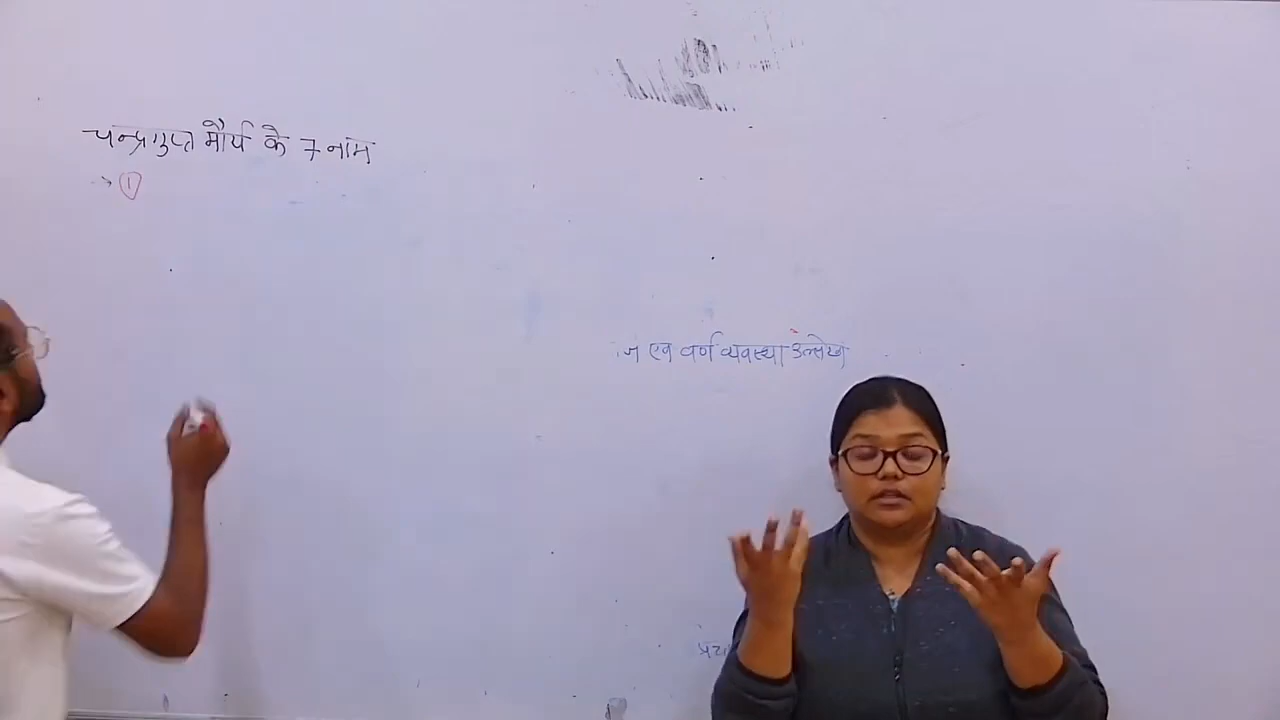 चन्द्रगुप्त मौर्य के 7 नाम
→ ①
एवं वर्ण व्यवस्था उल्लेख